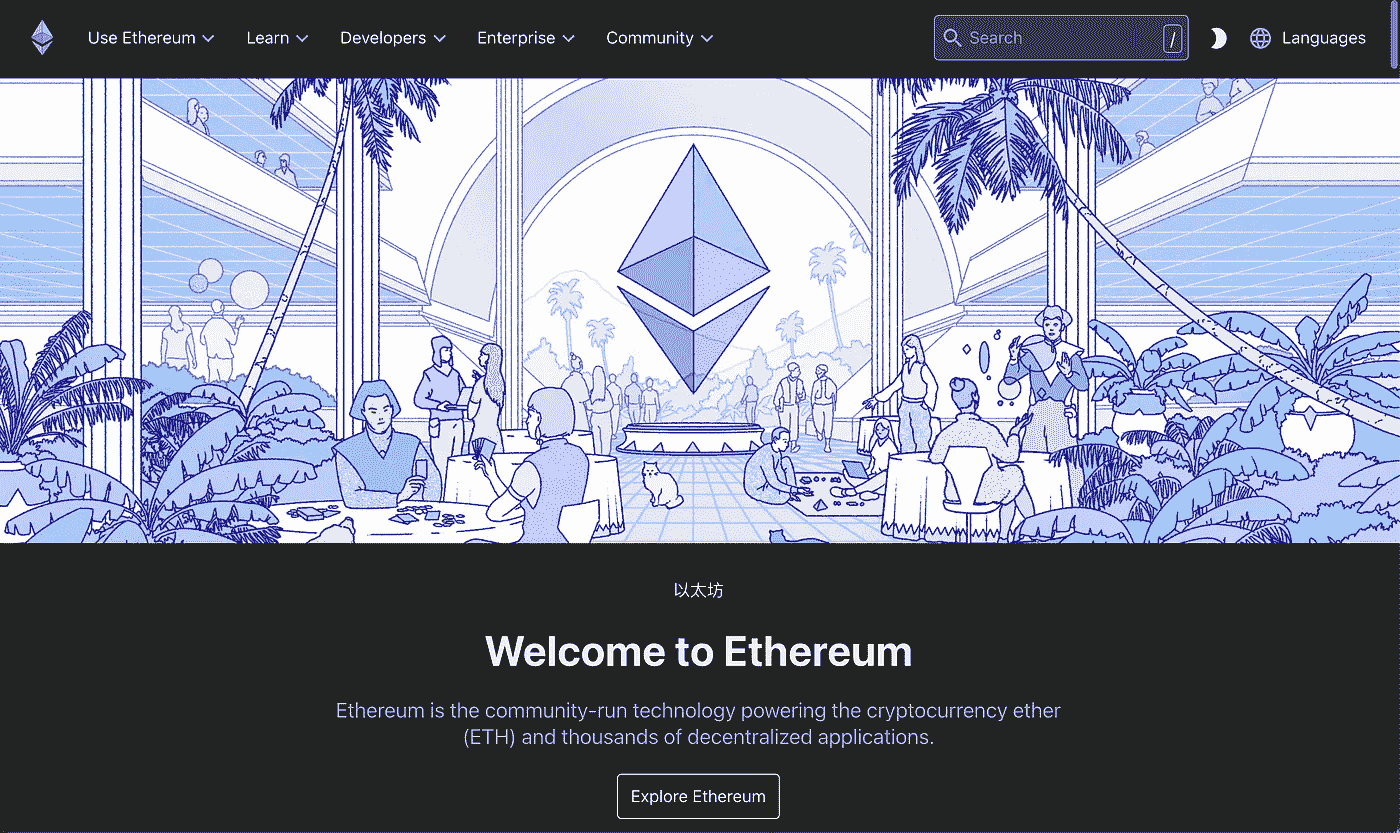 Use Ethereum Learn Developers Enterprise Community Search / Languages
以太坊
Welcome to Ethereum
Ethereum is the community-run technology powering the cryptocurrency ether
(ETH) and thousands of decentralized applications.
Explore Ethereum